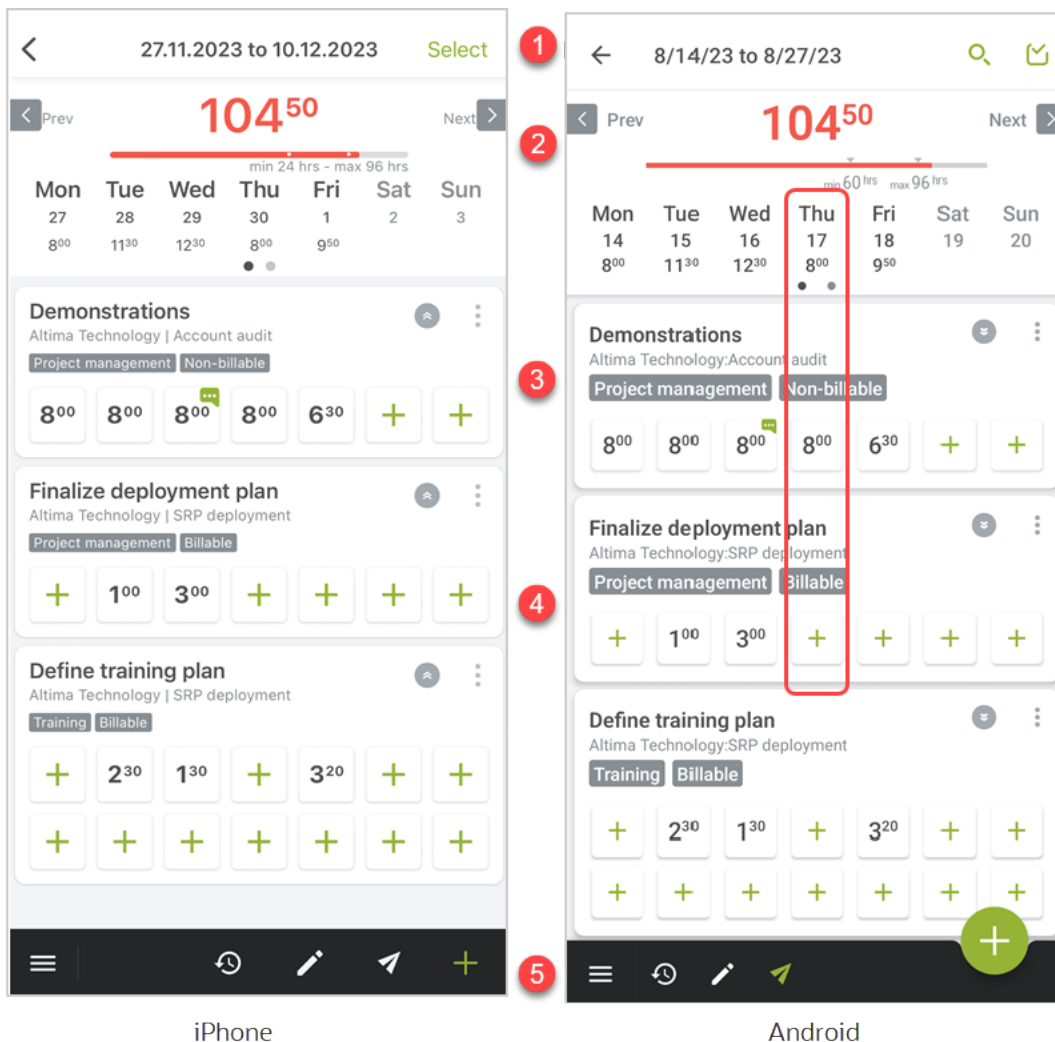 27.11.2023 to 10.12.2023 Select
Prev 104 50 Next
min 24 hrs - max 96 hrs
Mon Tue Wed Thu Fri Sat Sun
27 28 29 30 1 2 3
8 00 11 30 12 30 8 00 9 50
Demonstrations
Altima Technology | Account audit
Project management Non-billable
8 00 8 00 8 00 8 00 6 30 + +
Finalize deployment plan
Altima Technology | SRP deployment
Project management Billable
+ 1 00 3 00 + + + +
Define training plan
Altima Technology | SRP deployment
Training Billable
+ 2 30 1 30 + 3 20 + +
+ + + + + + +
+
iPhone
1
2
3
4
5
8/14/23 to 8/27/23
Prev 104 50 Next
min 60 hrs max 96 hrs
Mon Tue Wed Thu Fri Sat Sun
14 15 16 17 18 19 20
8 00 11 30 12 30 8 00 9 50
Demonstrations
Altima Technology:Account audit
Project management Non-billable
8 00 8 00 8 00 8 00 6 30 + +
Finalize deployment plan
Altima Technology:SRP deployment
Project management Billable
+ 1 00 3 00 + + + +
Define training plan
Altima Technology:SRP deployment
Training Billable
+ 2 30 1 30 + 3 20 + +
+ + + + + + +
+
Android